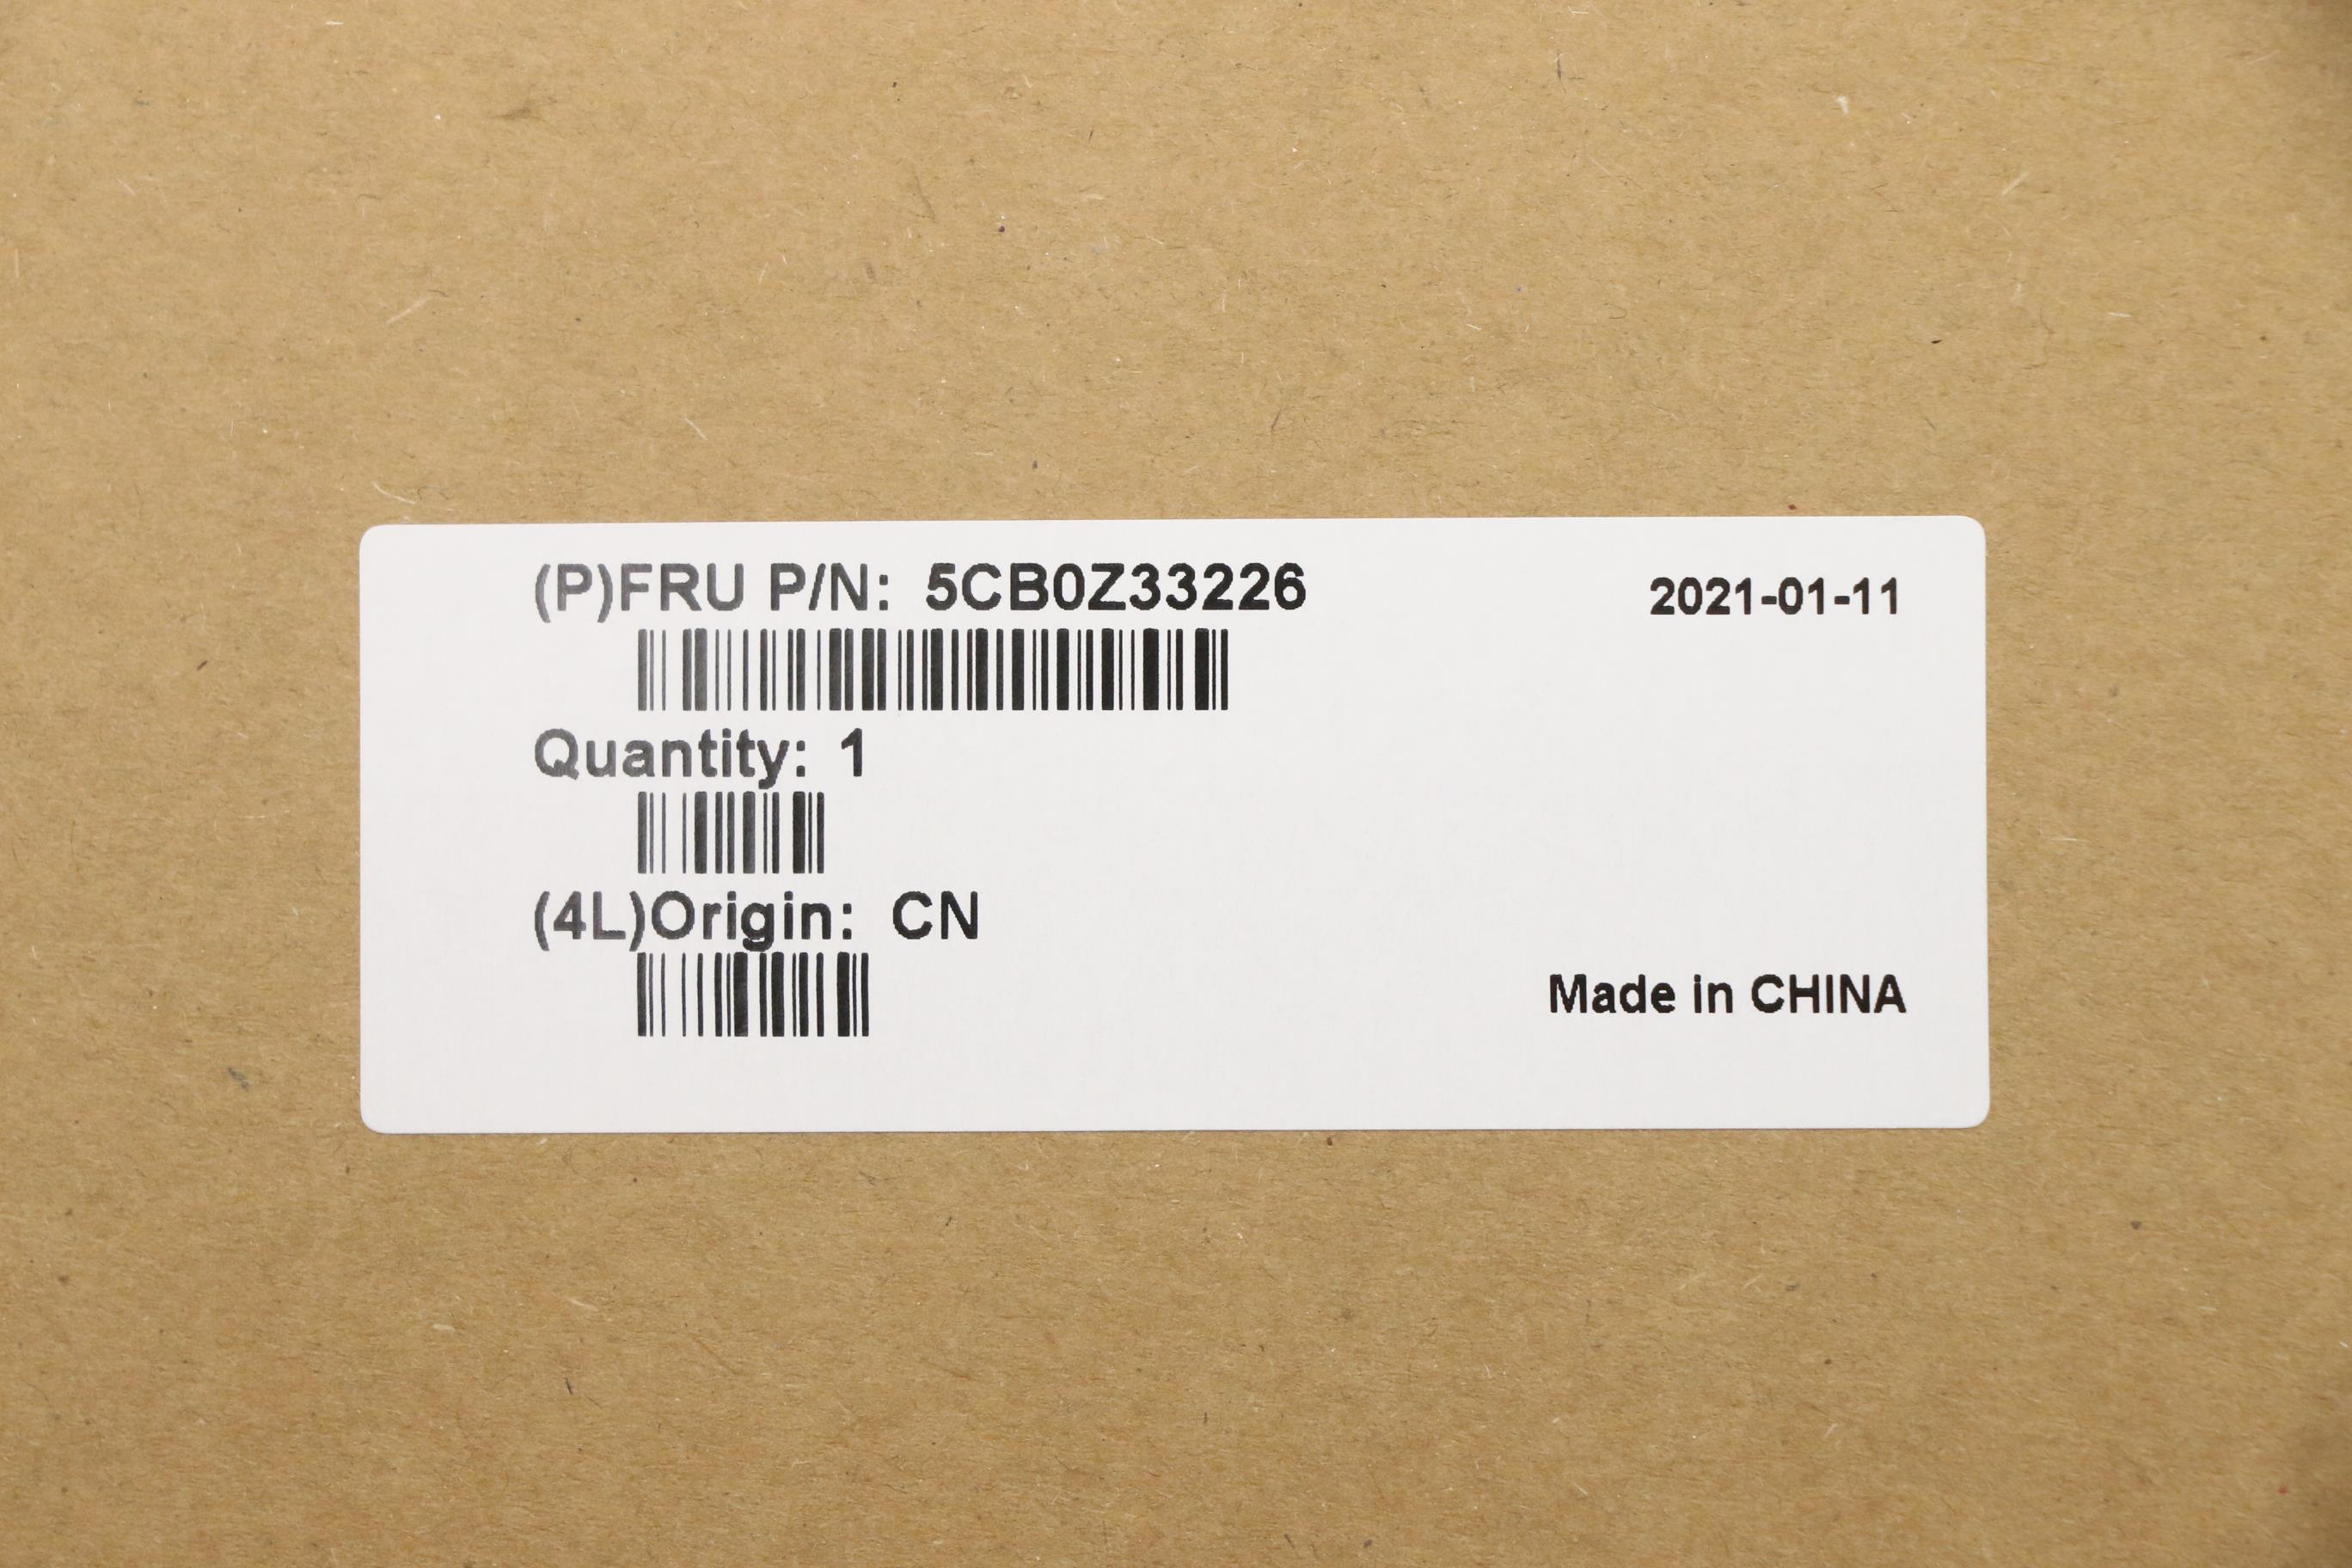 (P)FRU P/N: 5CB0Z33226
2021-01-11
Quantity: 1
(4L)Origin: CN
Made in CHINA